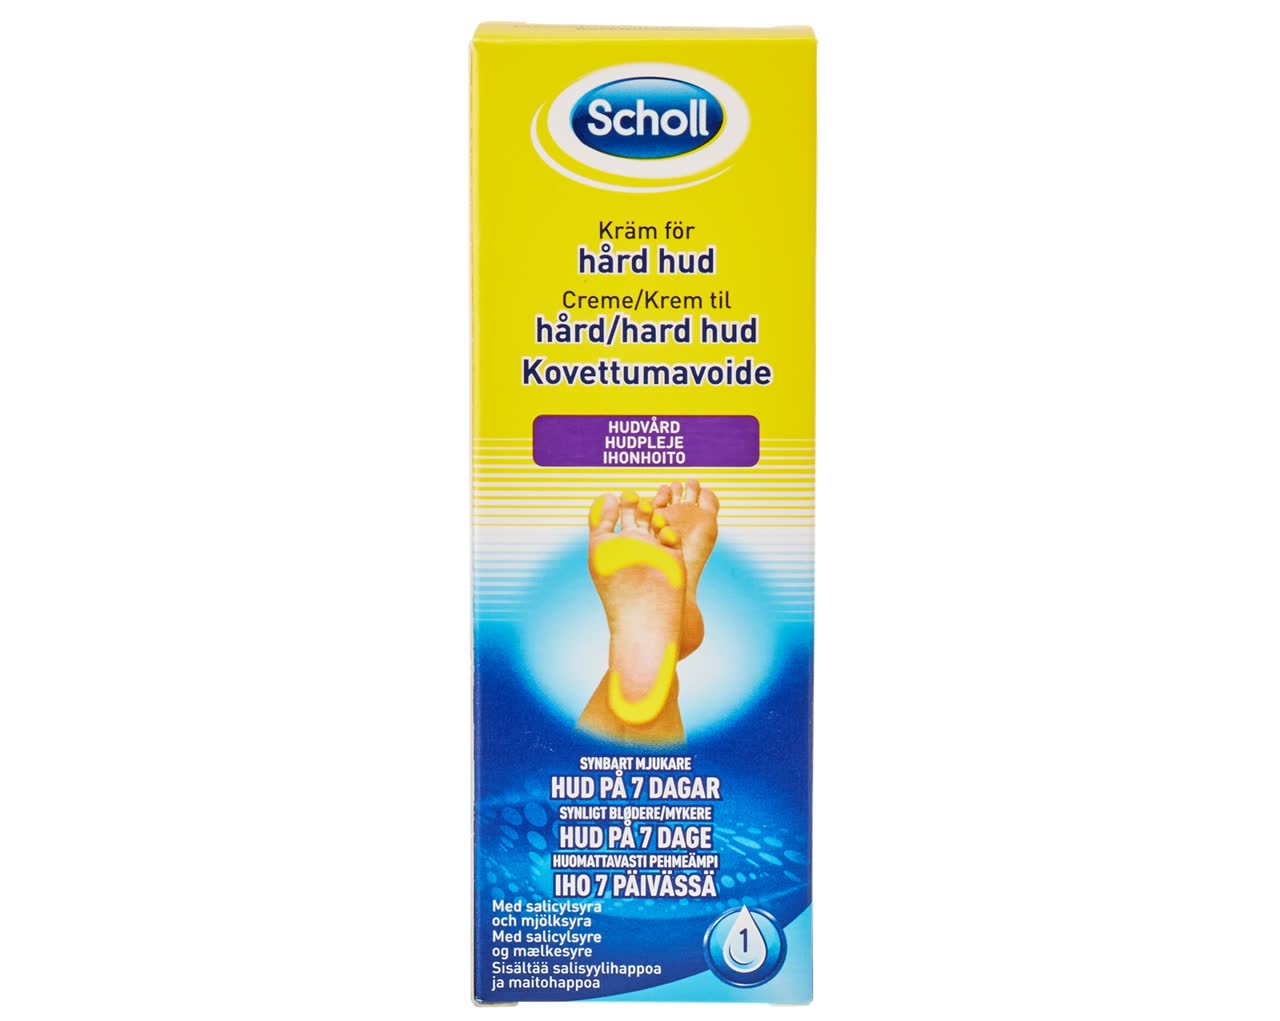 Scholl
Kräm för
hård hud
Creme/Krem til
hård/hard hud
Kovettumavoide
HUDVÅRD
HUDPLEJE
IHONHOITO
SYNBART MJUKARE
HUD PÅ 7 DAGAR
SYNLIGT BLØDERE/MYKERE
HUD PÅ 7 DAGE
HUOMATTAVASTI PEHMEÄMPI
IHO 7 PÄIVÄSSÄ
Med salicylsyra
och mjölksyra
Med salicylsyre
og mælkesyre
Sisältää salisyylihappoa
ja maitohappoa
1